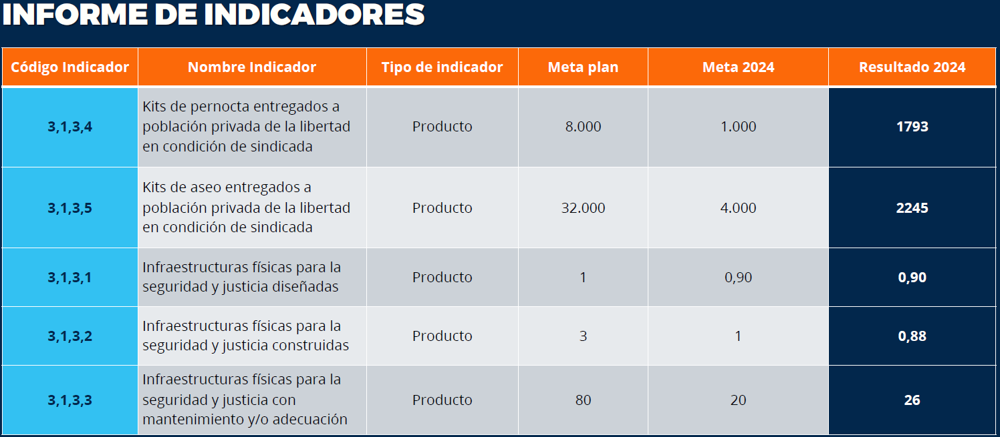 INFORME DE INDICADORES
Código Indicador Nombre Indicador Tipo de indicador Meta plan Meta 2024 Resultado 2024
Kits de pernocta entregados a
3,1,3,4 población privada de la libertad Producto 8.000 1.000 1793
en condición de sindicada
Kits de aseo entregados a
3,1,3,5 población privada de la libertad Producto 32.000 4.000 2245
en condición de sindicada
3,1,3,1 Infraestructuras físicas para la Producto 1 0,90 0,90
seguridad y justicia diseñadas
3,1,3,2 Infraestructuras físicas para la Producto 3 1 0,88
seguridad y justicia construidas
Infraestructuras físicas para la
3,1,3,3 seguridad y justicia con Producto 80 20 26
mantenimiento y/o adecuación